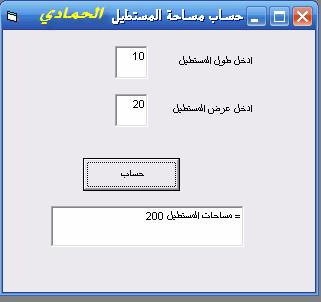 حساب مساحة المستطيل الحمادي
ادخل طول المستطيل
10
ادخل عرض المستطيل
20
حساب
= مساحات المستطيل 200